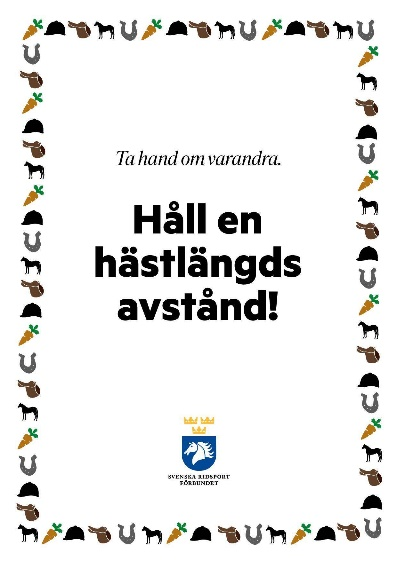 Ta hand om varandra.
Håll en
hästlängds
avstånd!
SVENSKA RIDSPORT
FÖRBUNDET